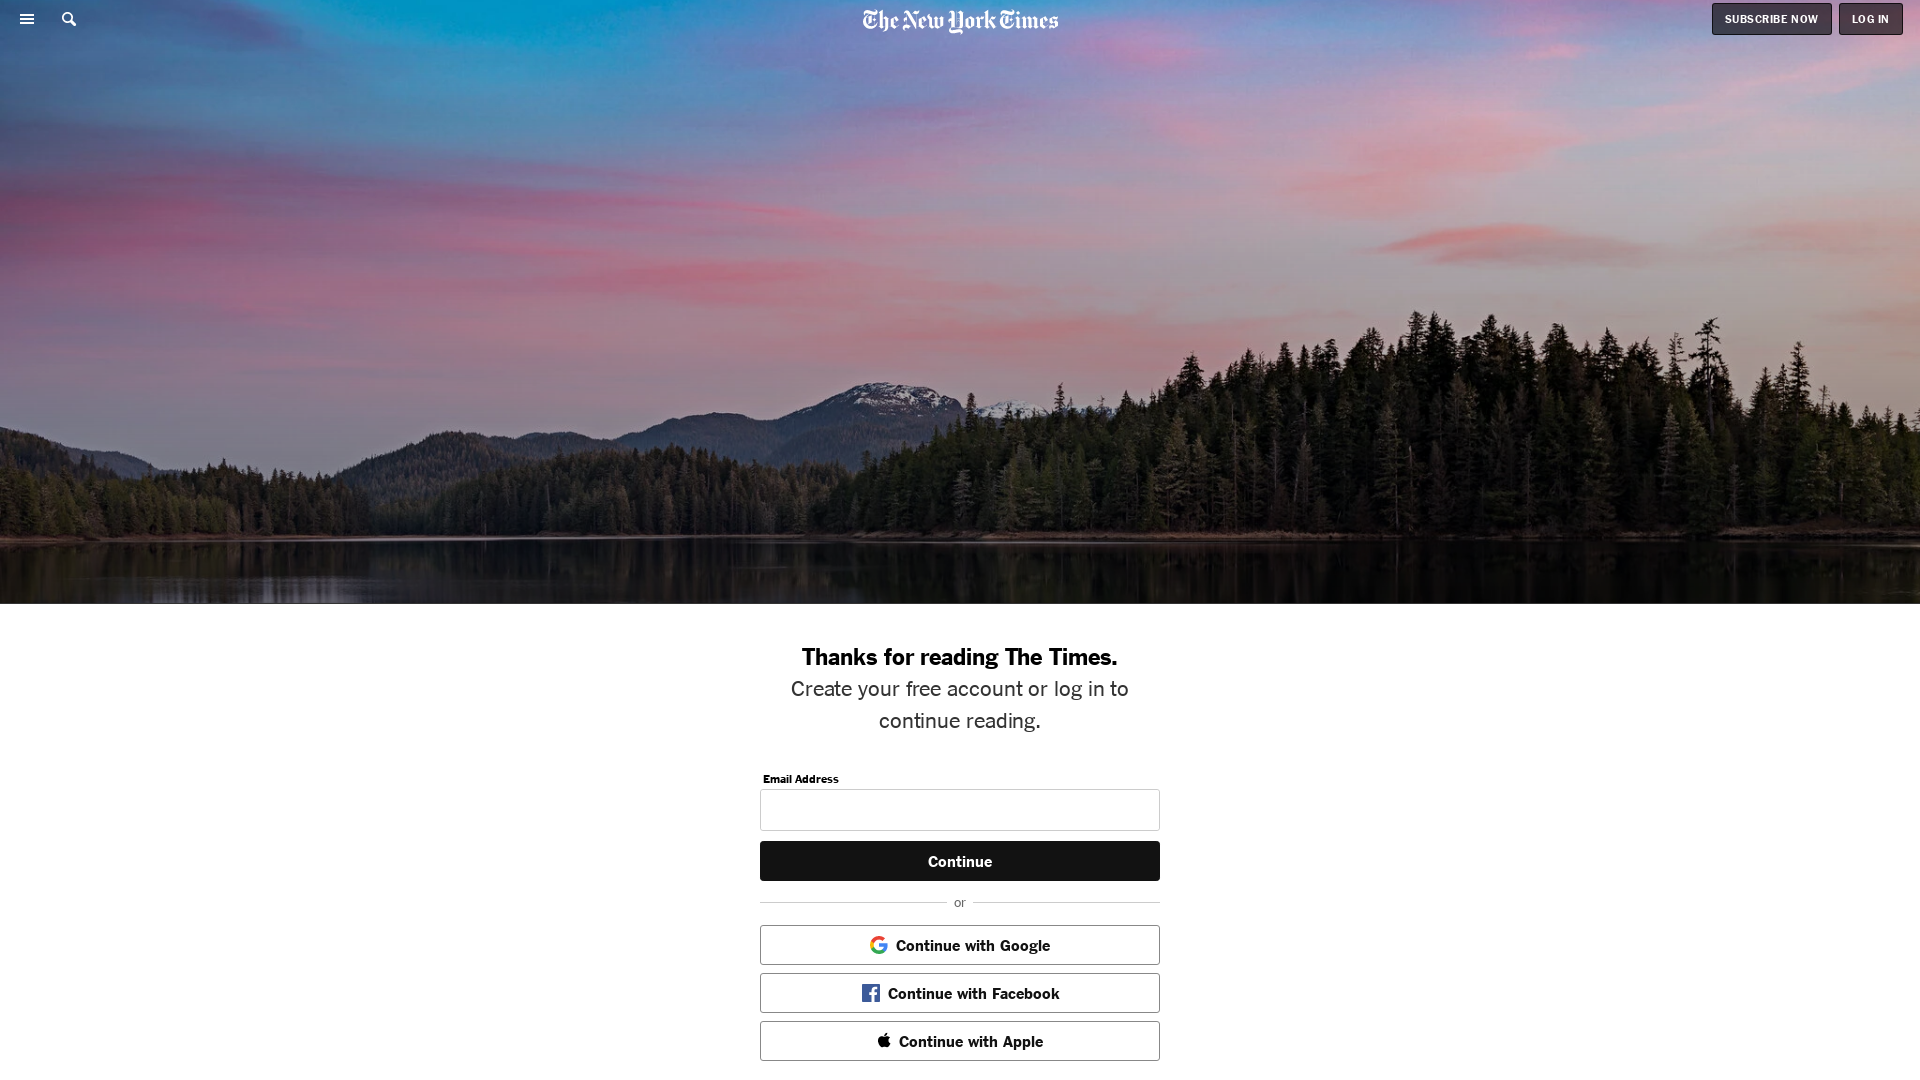 The New York Times
SUBSCRIBE NOW
LOG IN
Thanks for reading The Times.
Create your free account or log in to
continue reading.
Email Address
Continue
or
Continue with Google
Continue with Facebook
Continue with Apple